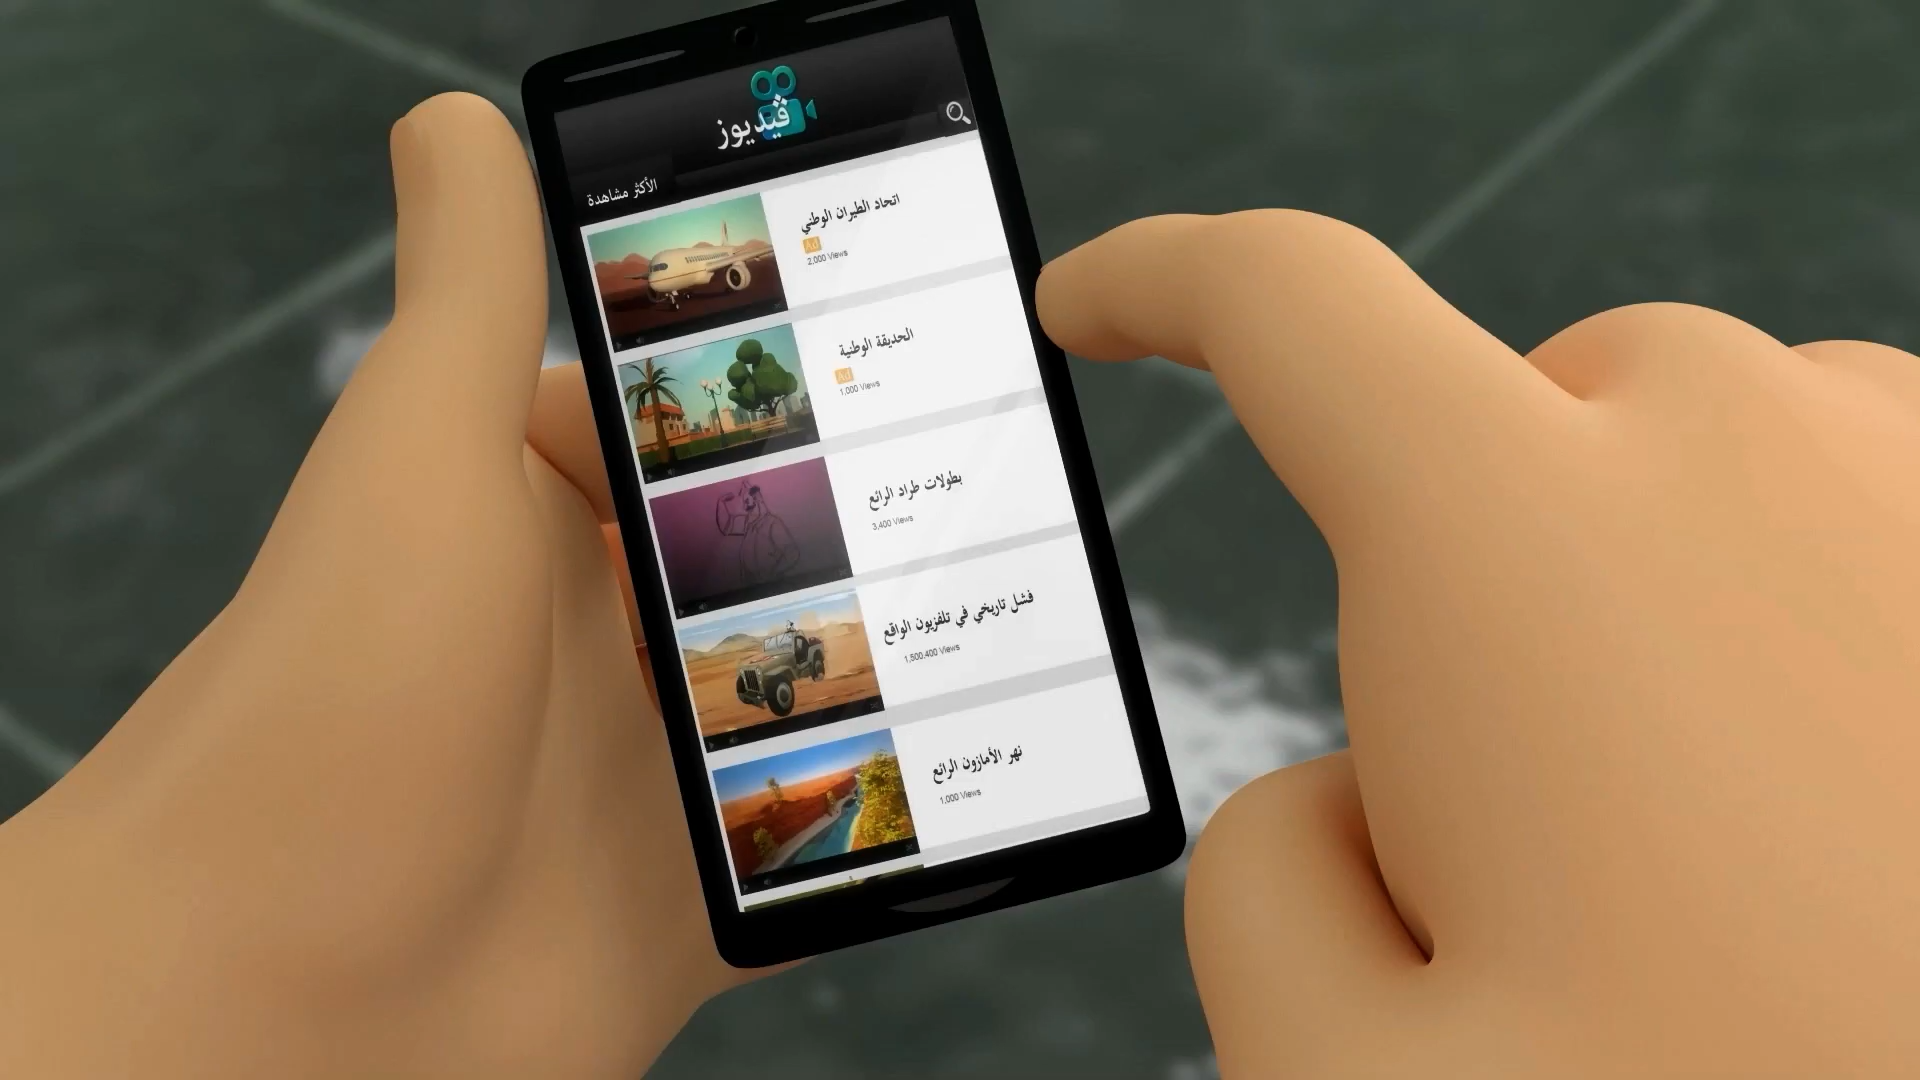 ڤيديوز
الأكثر مشاهدة
اتحاد الطيران الوطني
Ad
2,000 Views
الحديقة الوطنية
Ad
1,000 Views
بطولات طراد الرائع
3,400 Views
فشل تاريخي في تلفزيون الواقع
1,500,400 Views
نهر الأمازون الرائع
1,000 Views